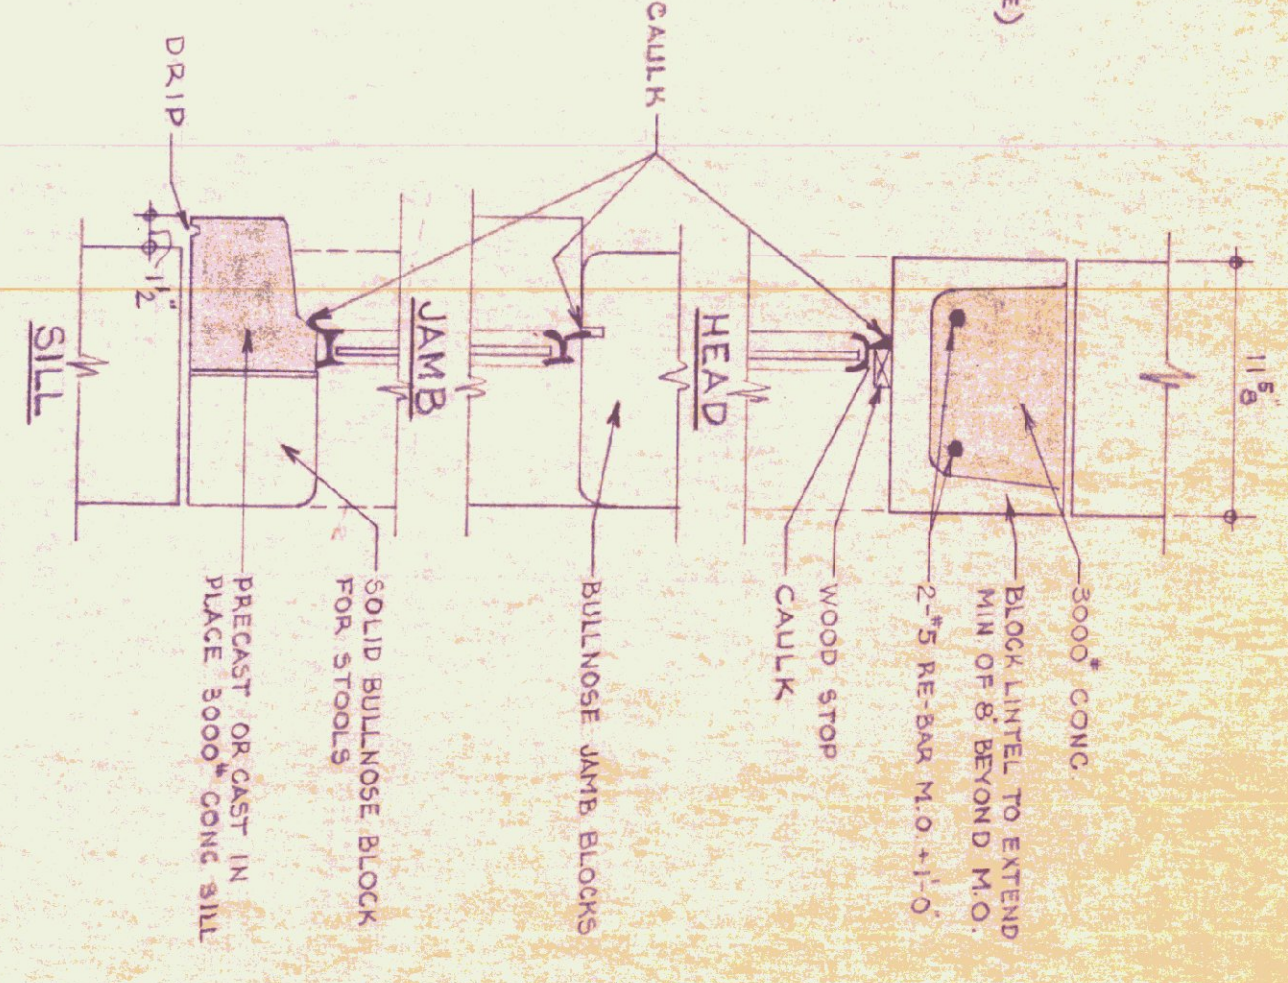 E)
CAULK
DRIP
11 5/8"
3000# CONC.
BLOCK LINTEL TO EXTEND
MIN OF 8" BEYOND M.O.
2-#5 RE-BAR M.O + 1'-0"
WOOD STOP
CAULK
HEAD
BULLNOSE JAMB BLOCKS
JAMB
SOLID BULLNOSE BLOCK
FOR STOOLS
PRECAST OR CAST IN
PLACE 3000# CONC SILL
1 1/2"
SILL